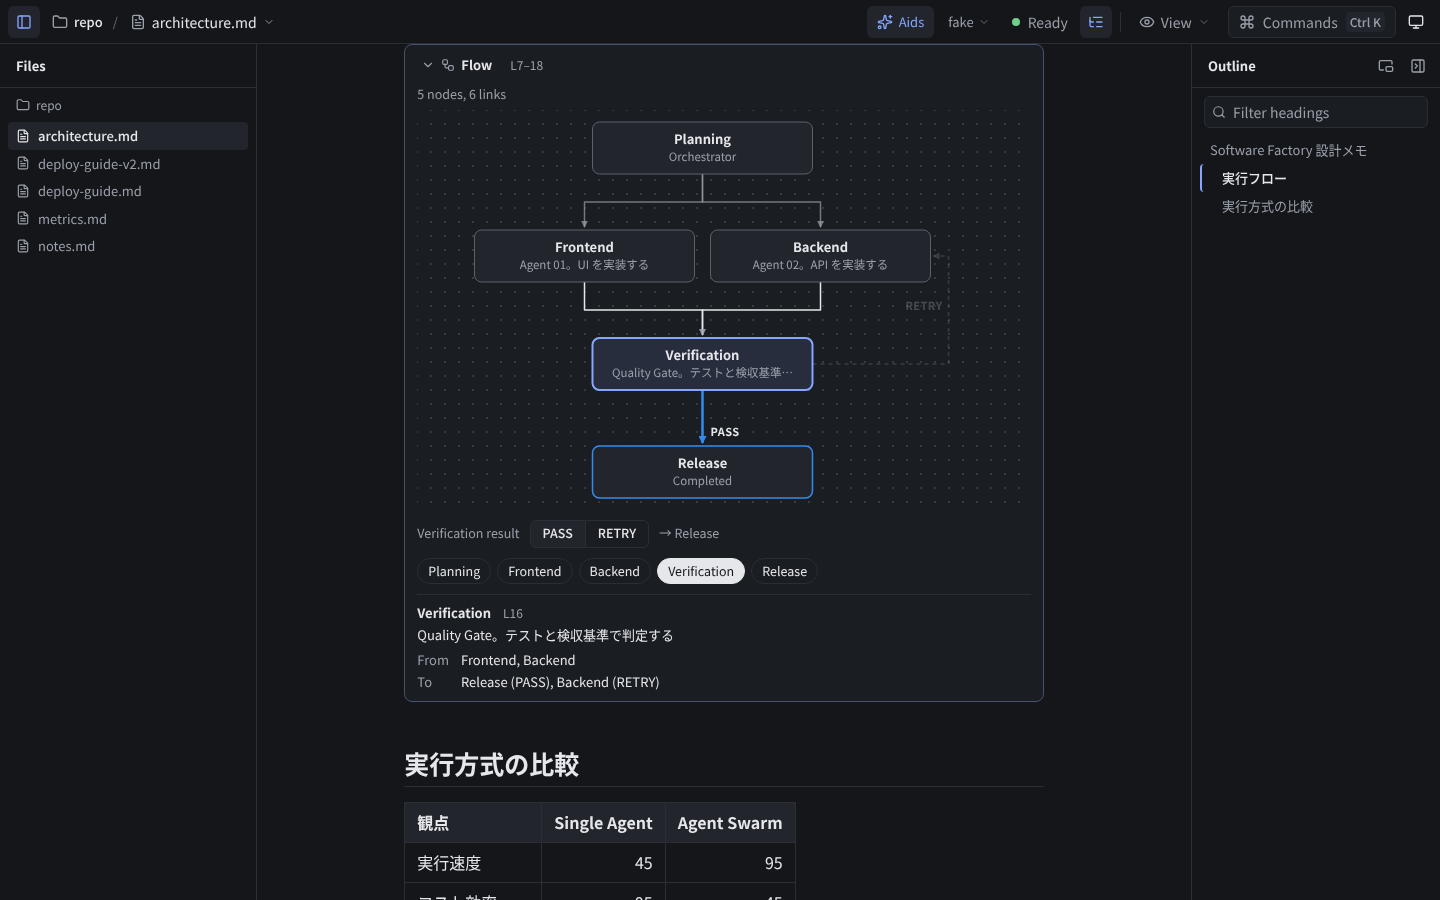 repo / architecture.md
Aids
fake
Ready
View
Commands Ctrl K
Files
repo
architecture.md
deploy-guide-v2.md
deploy-guide.md
metrics.md
notes.md
Flow L7–18
5 nodes, 6 links
Planning
Orchestrator
Frontend
Agent 01。UI を実装する
Backend
Agent 02。API を実装する
RETRY
Verification
Quality Gate。テストと検収基準…
PASS
Release
Completed
Verification result PASS RETRY → Release
Planning Frontend Backend Verification Release
Verification L16
Quality Gate。テストと検収基準で判定する
From Frontend, Backend
To Release (PASS), Backend (RETRY)
実行方式の比較
観点 Single Agent Agent Swarm
実行速度 45 95
Outline
Filter headings
Software Factory 設計メモ
実行フロー
実行方式の比較